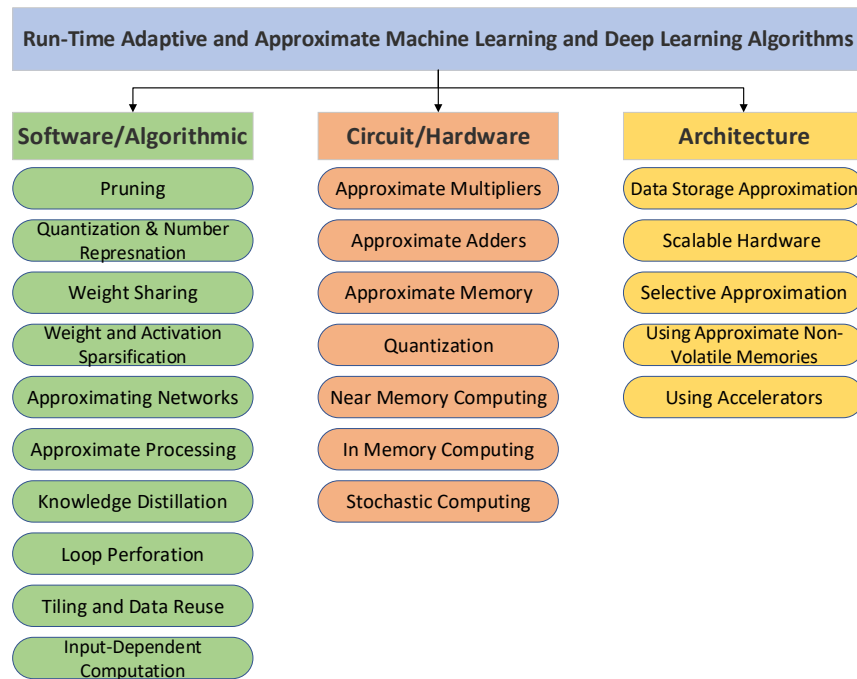 Run-Time Adaptive and Approximate Machine Learning and Deep Learning Algorithms
Software/Algorithmic
Pruning
Quantization & Number
Represnation
Weight Sharing
Weight and Activation
Sparsification
Approximating Networks
Approximate Processing
Knowledge Distillation
Loop Perforation
Tiling and Data Reuse
Input-Dependent
Computation
Circuit/Hardware
Approximate Multipliers
Approximate Adders
Approximate Memory
Quantization
Near Memory Computing
In Memory Computing
Stochastic Computing
Architecture
Data Storage Approximation
Scalable Hardware
Selective Approximation
Using Approximate Non-
Volatile Memories
Using Accelerators